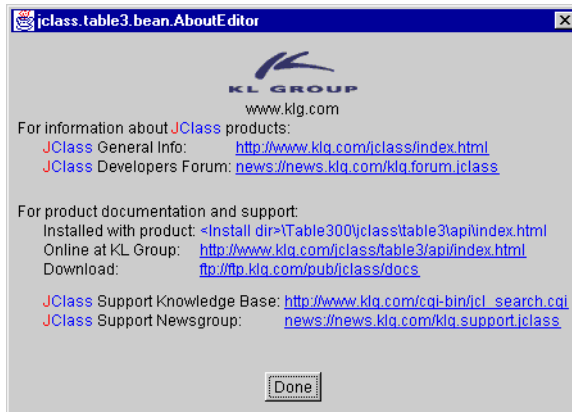 jclass.table3.bean.AboutEditor
KL GROUP
www.klg.com
For information about JClass products:
JClass General Info: http://www.klg.com/jclass/index.html
JClass Developers Forum: news://news.klg.com/klg.forum.jclass
For product documentation and support:
Installed with product: <Install dir>\Table300\jclass\table3\api\index.html
Online at KL Group: http://www.klg.com/jclass/table3/api/index.html
Download: ftp://ftp.klg.com/pub/jclass/docs
JClass Support Knowledge Base: http://www.klg.com/cgi-bin/jcl_search.cgi
JClass Support Newsgroup: news://news.klg.com/klg.support.jclass
Done